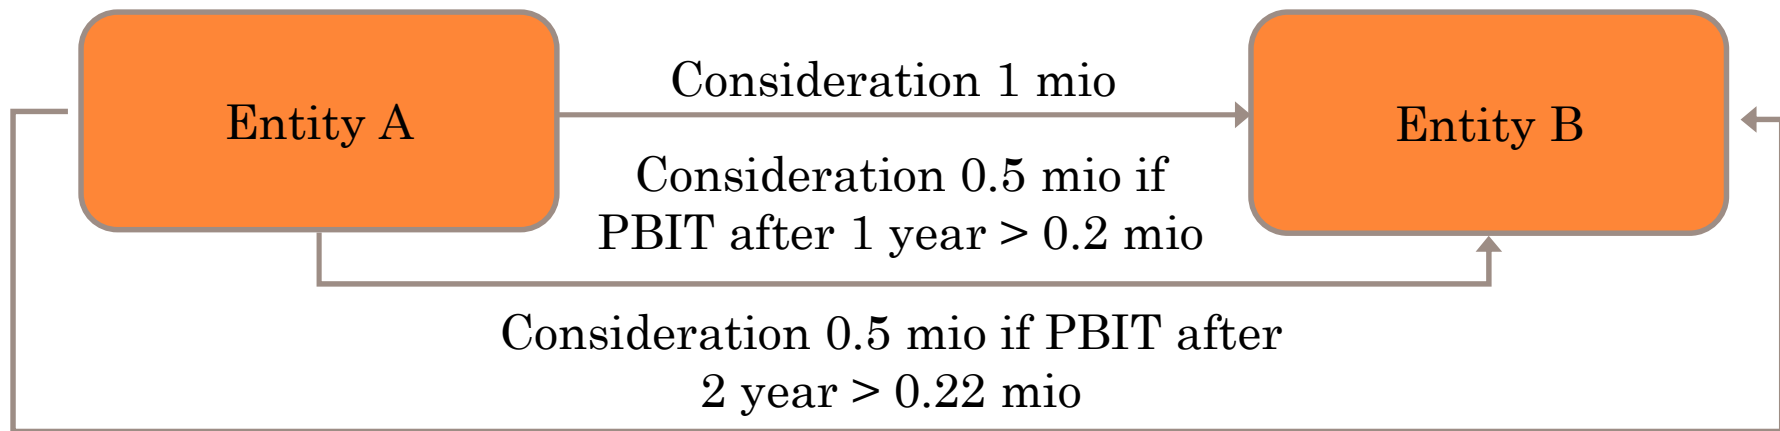 Entity A
Consideration 1 mio
Entity B
Consideration 0.5 mio if
PBIT after 1 year > 0.2 mio
Consideration 0.5 mio if PBIT after
2 year > 0.22 mio